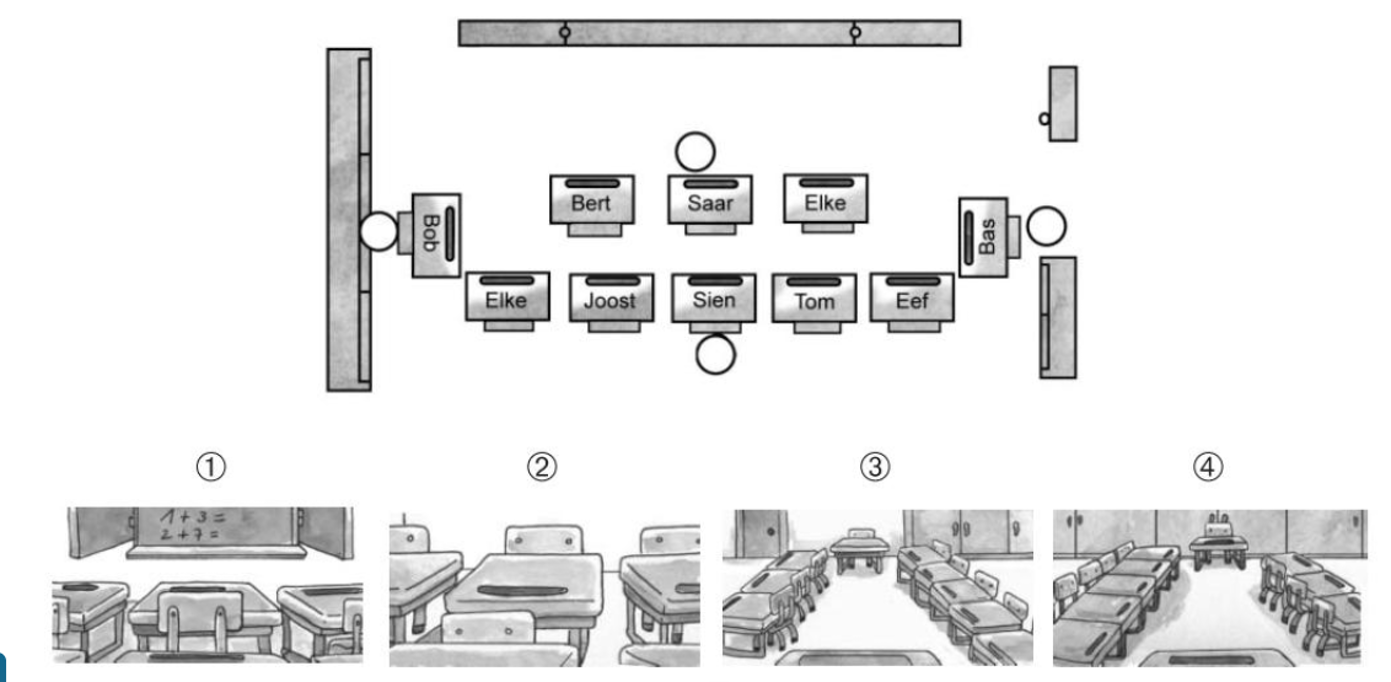 Bert Saar Elke
Bob
Bas
Elke Joost Sien Tom Eef
① ② ③ ④
1 + 3 =
2 + 7 =